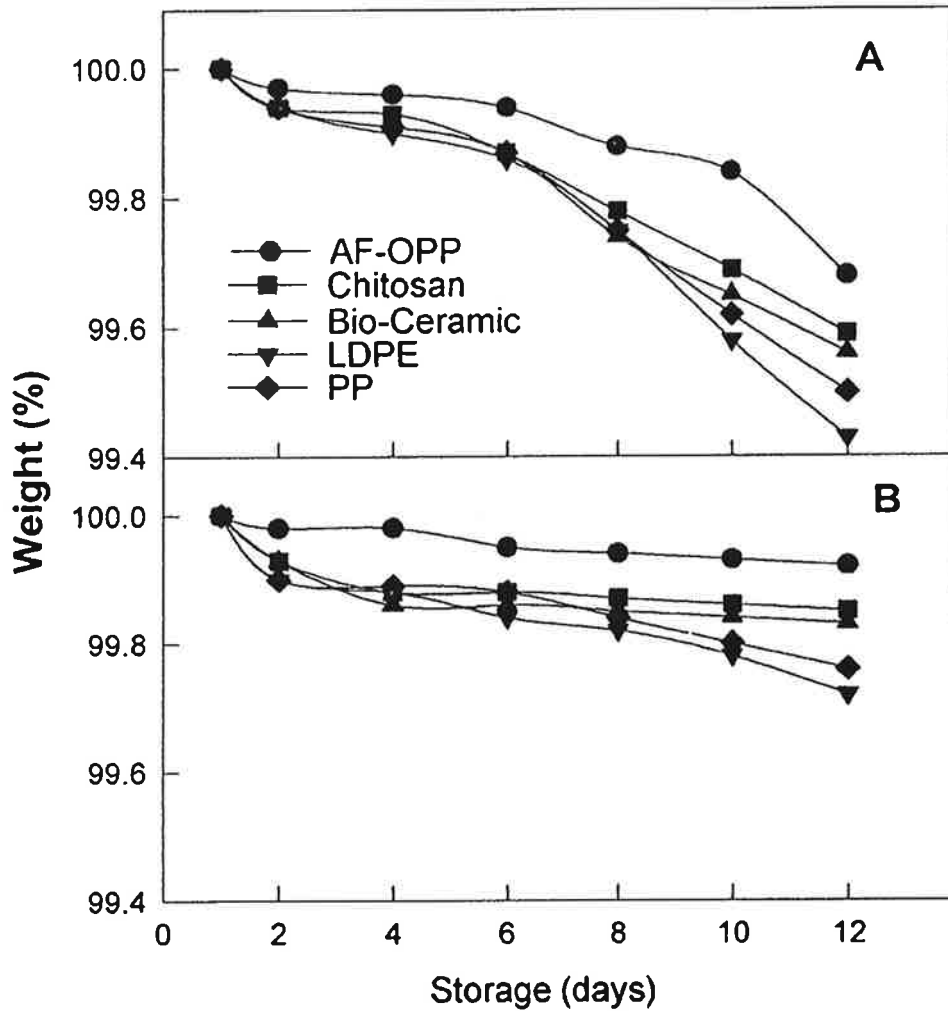 A
100.0
99.8
99.6
99.4
AF-OPP
Chitosan
Bio-Ceramic
LDPE
PP
Weight (%)
B
100.0
99.8
99.6
99.4
0 2 4 6 8 10 12
Storage (days)